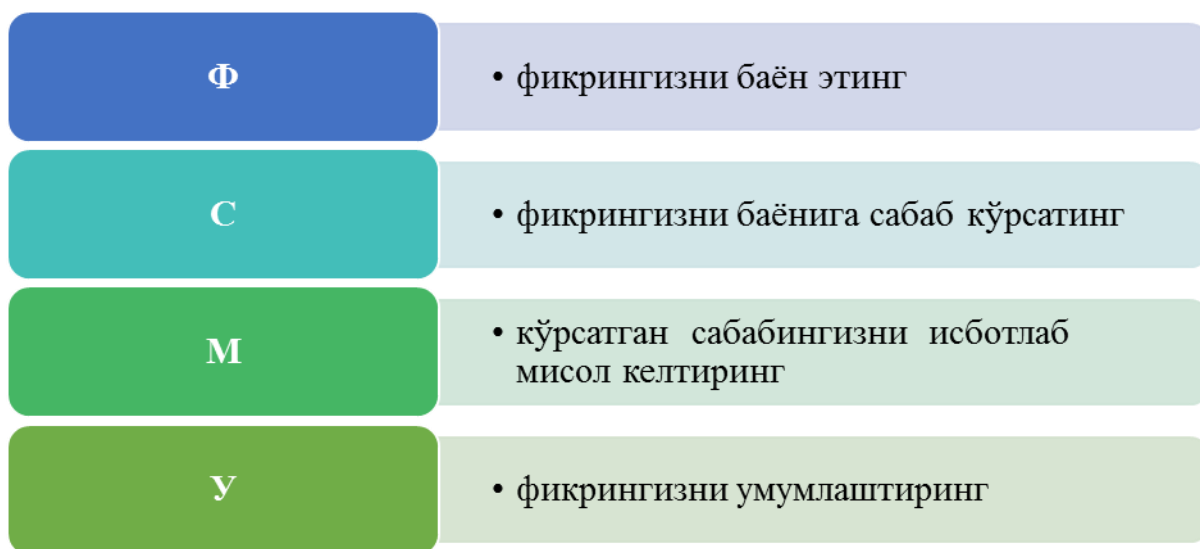 Ф
• фикрингизни баён этинг
С
• фикрингизни баёнига сабаб кўрсатинг
М
• кўрсатган сабабингизни исботлаб
мисол келтиринг
У
• фикрингизни умумлаштиринг